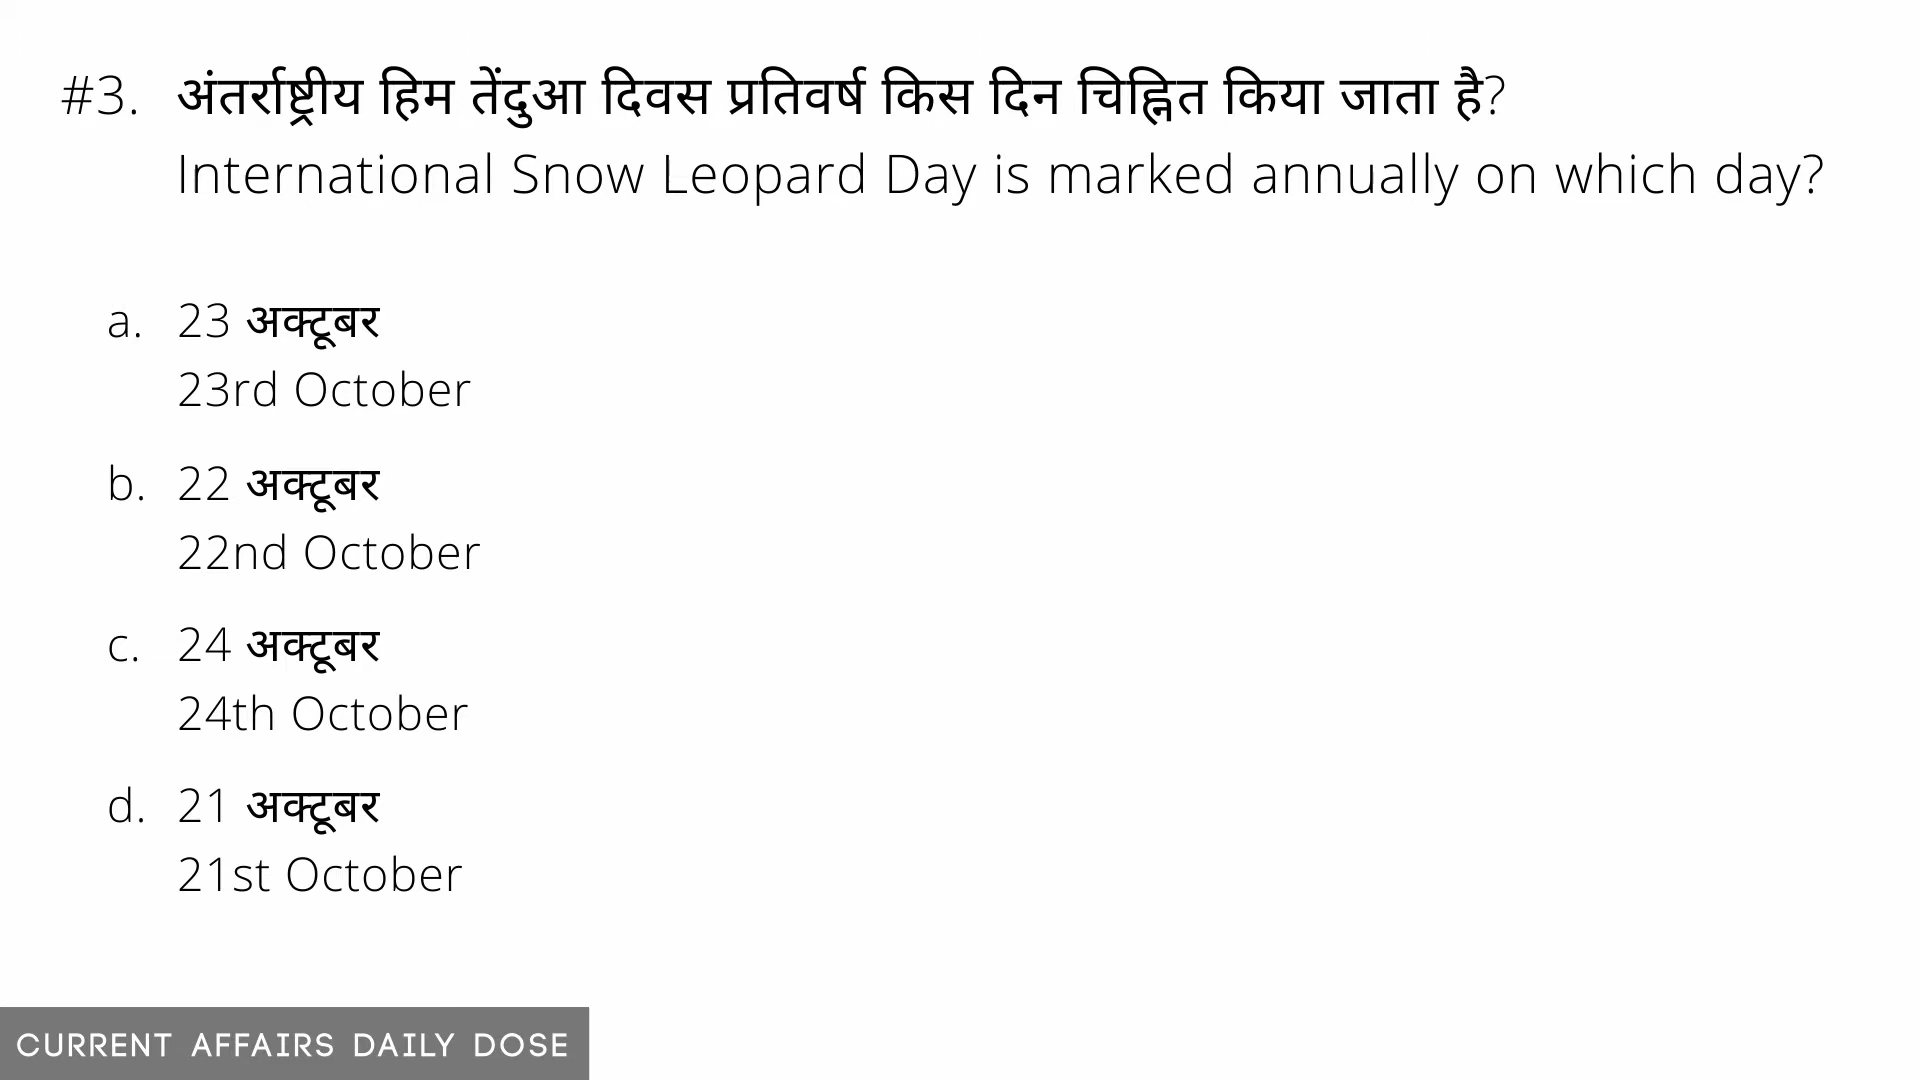 #3. अंतर्राष्ट्रीय हिम तेंदुआ दिवस प्रतिवर्ष किस दिन चिह्नित किया जाता है?
International Snow Leopard Day is marked annually on which day?
a. 23 अक्टूबर
23rd October
b. 22 अक्टूबर
22nd October
c. 24 अक्टूबर
24th October
d. 21 अक्टूबर
21st October
CURRENT AFFAIRS DAILY DOSE